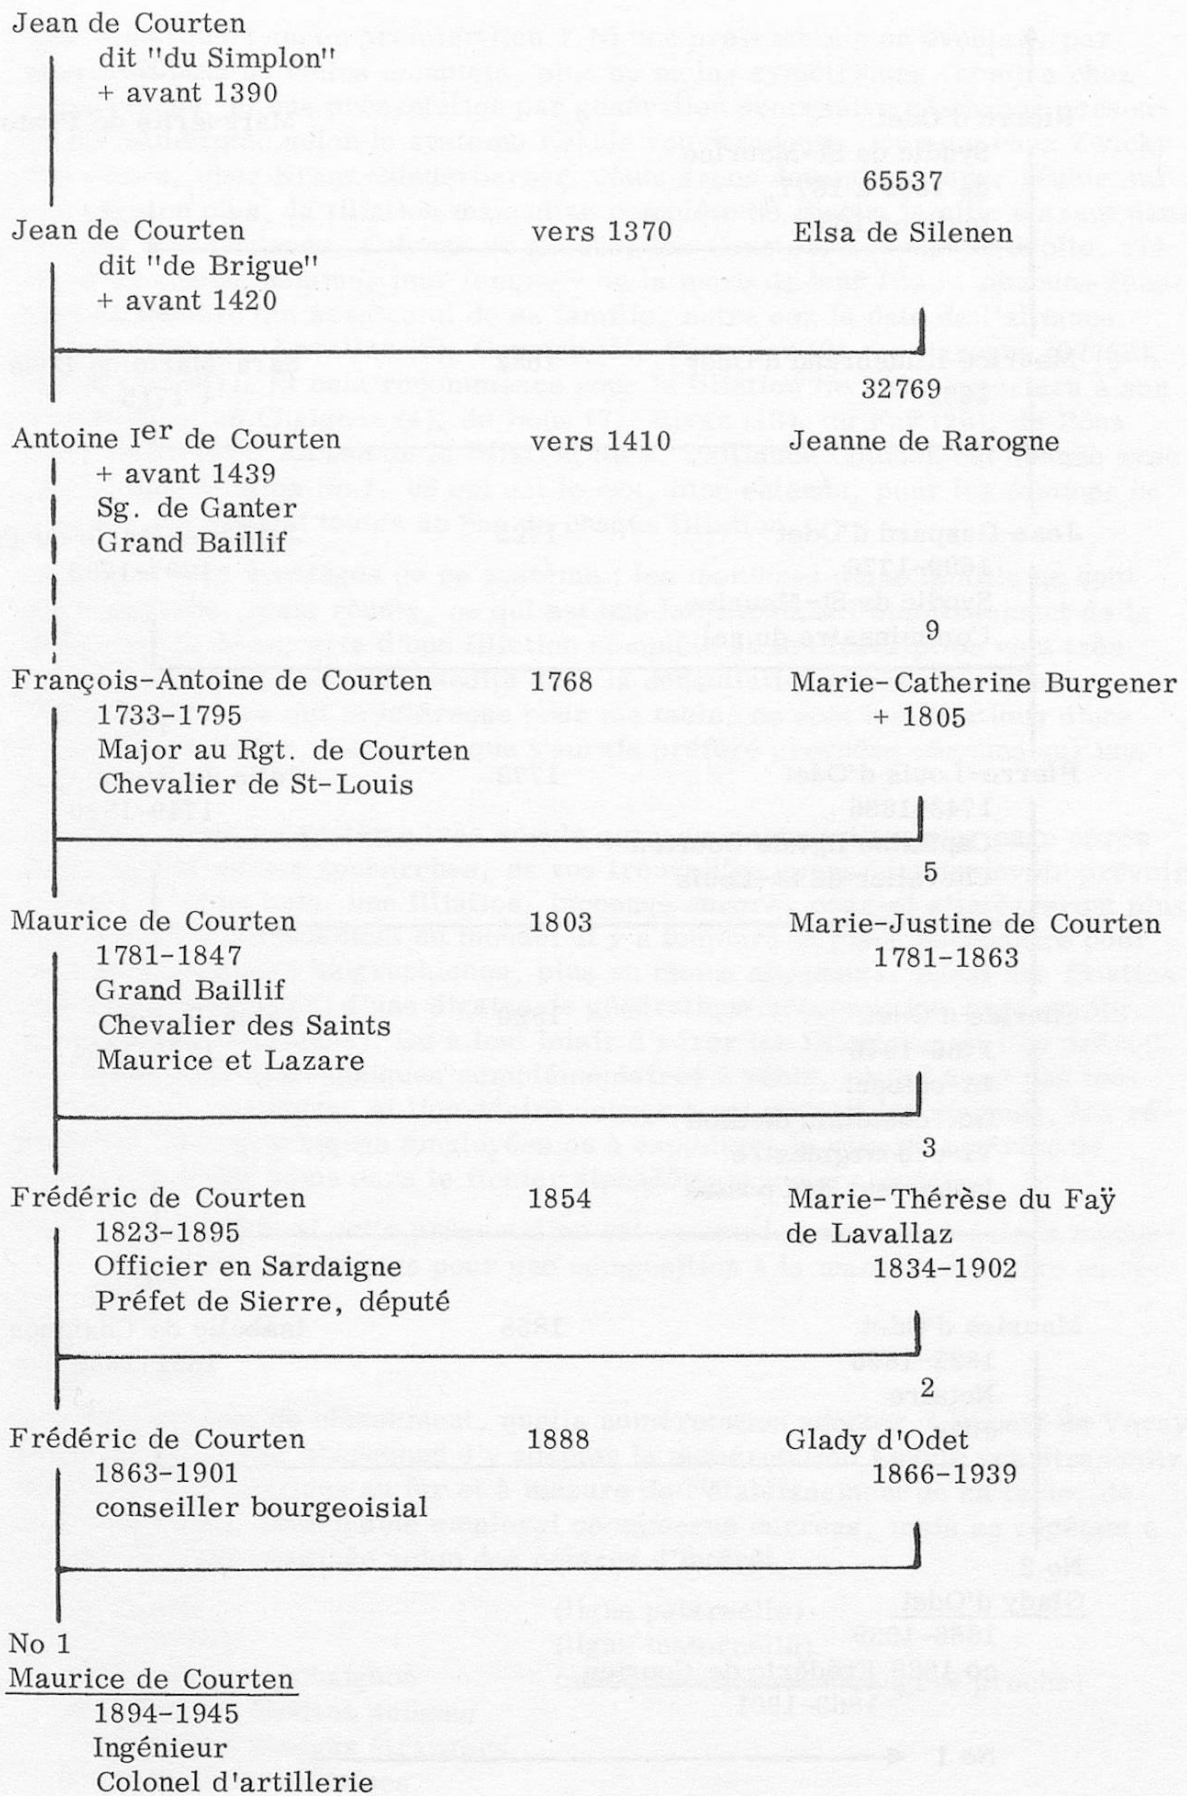 Jean de Courten
dit "du Simplon"
+ avant 1390
65537
Jean de Courten vers 1370 Elsa de Silenen
dit "de Brigue"
+ avant 1420
32769
Antoine Ier de Courten vers 1410 Jeanne de Rarogne
+ avant 1439
Sg. de Ganter
Grand Baillif
9
François-Antoine de Courten 1768 Marie-Catherine Burgener
1733-1795 + 1805
Major au Rgt. de Courten
Chevalier de St-Louis
5
Maurice de Courten 1803 Marie-Justine de Courten
1781-1847 1781-1863
Grand Baillif
Chevalier des Saints
Maurice et Lazare
3
Frédéric de Courten 1854 Marie-Thérèse du Faÿ
1823-1895 de Lavallaz
Officier en Sardaigne 1834-1902
Préfet de Sierre, député
2
Frédéric de Courten 1888 Glady d'Odet
1863-1901 1866-1939
conseiller bourgeoisial
No 1
Maurice de Courten
1894-1945
Ingénieur
Colonel d'artillerie